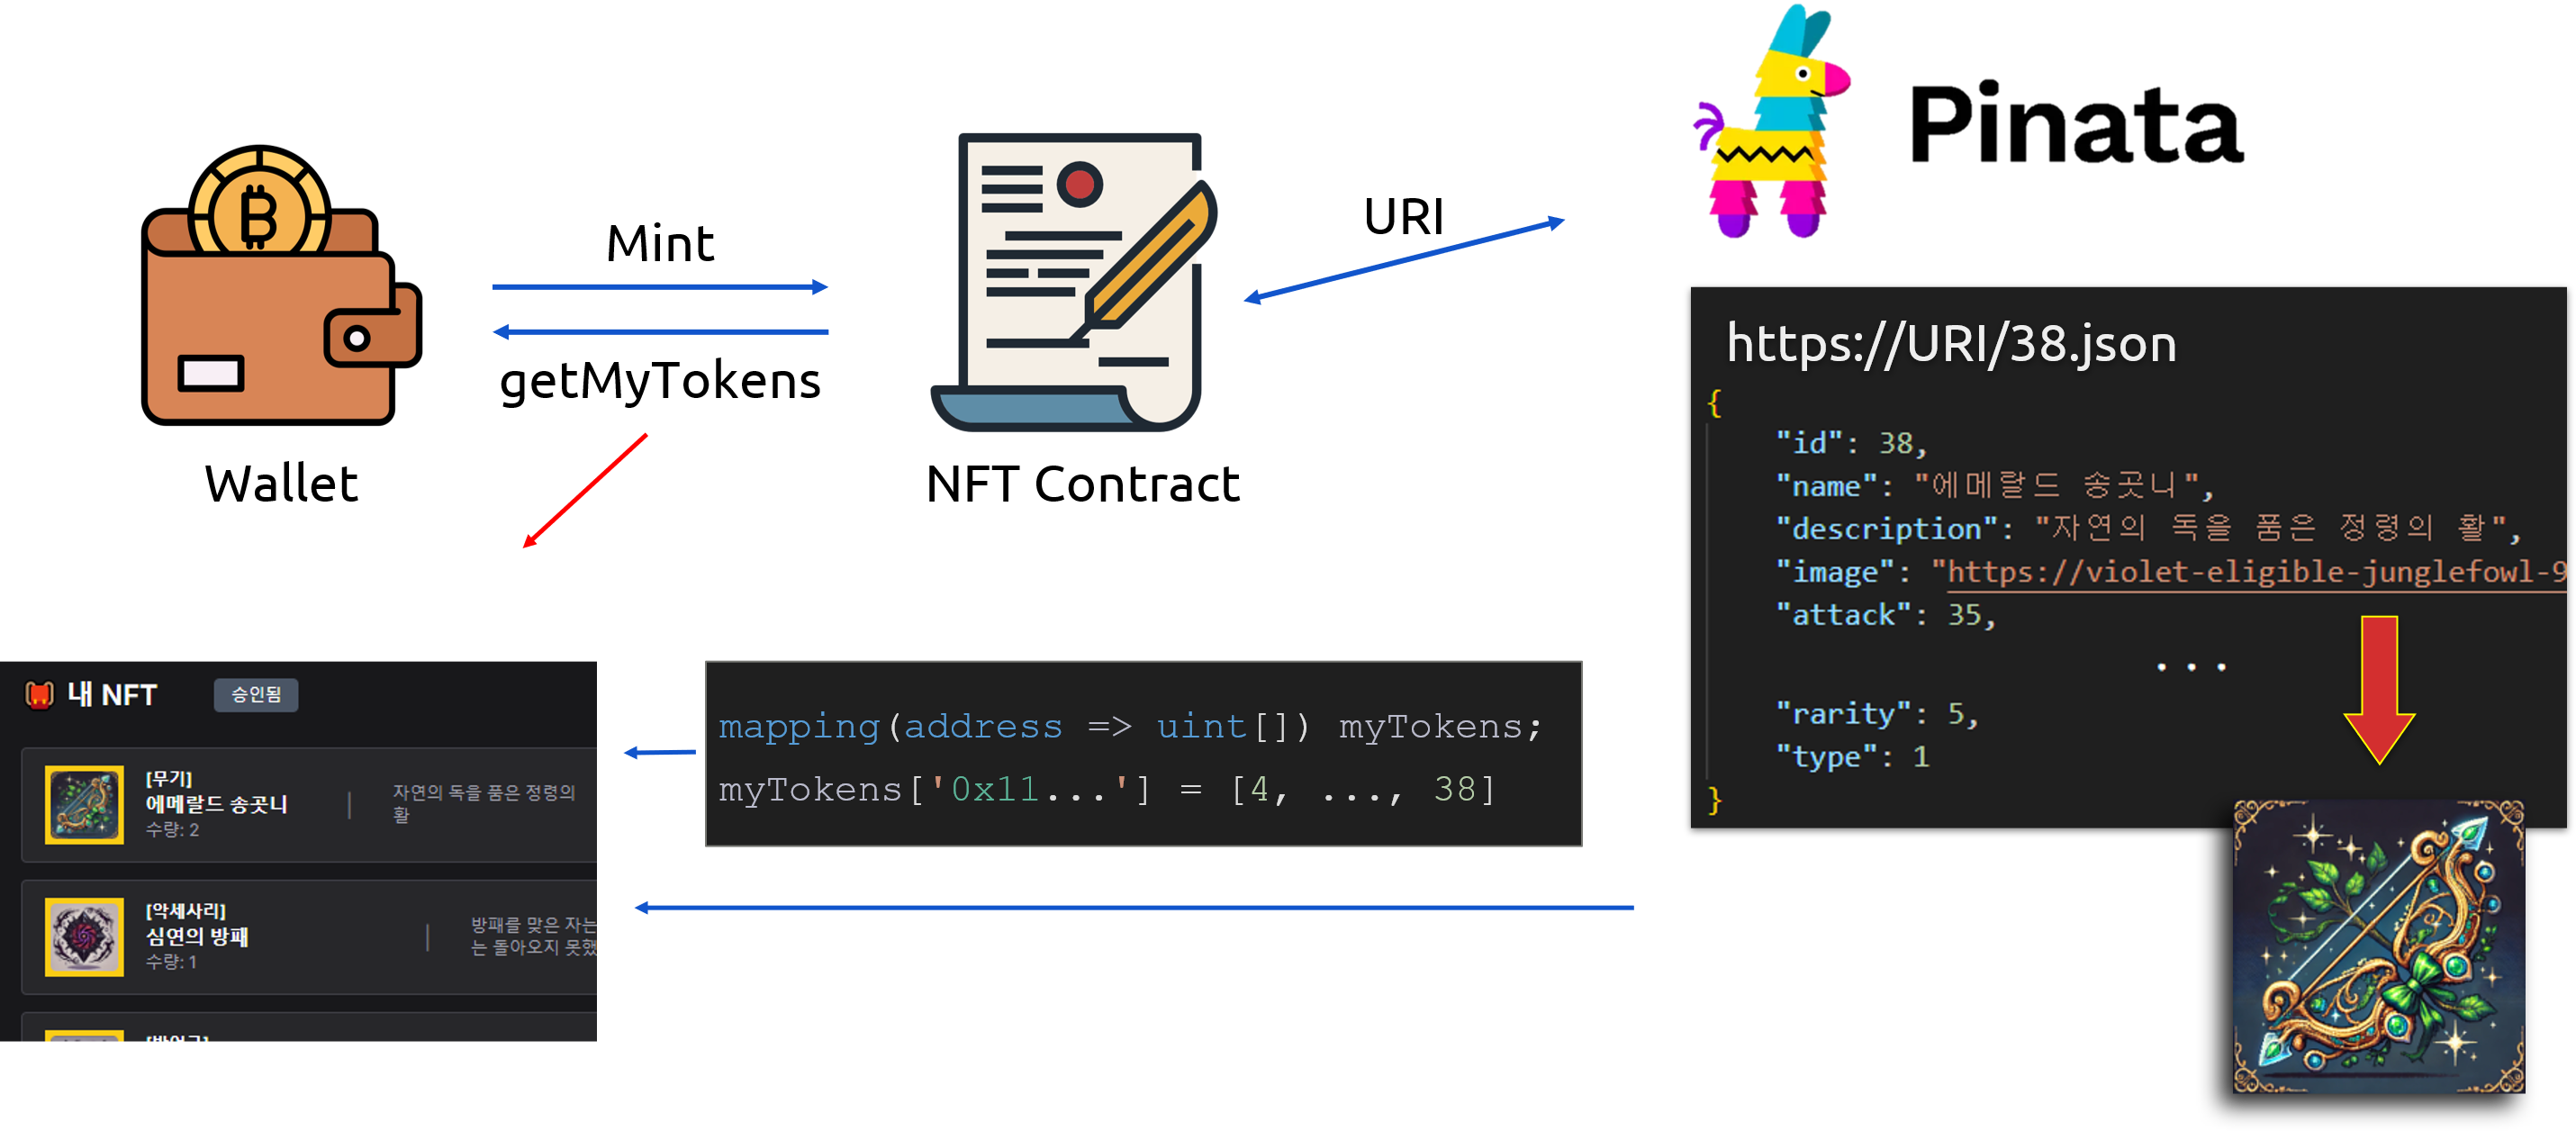 Pinata
Mint
getMyTokens
URI
Wallet
NFT Contract
https://URI/38.json
{
"id": 38,
"name": "에메랄드 송곳니",
"description": "자연의 독을 품은 정령의 활",
"image": "https://violet-eligible-junglefowl-9
"attack": 35,
...
"rarity": 5,
"type": 1
}
내 NFT
승인됨
[무기]
에메랄드 송곳니
수량: 2
|
자연의 독을 품은 정령의
활
[악세사리]
심연의 방패
수량: 1
|
방패를 맞은 자는
는 돌아오지 못했
mapping(address => uint[]) myTokens;
myTokens['0x11...'] = [4, ..., 38]